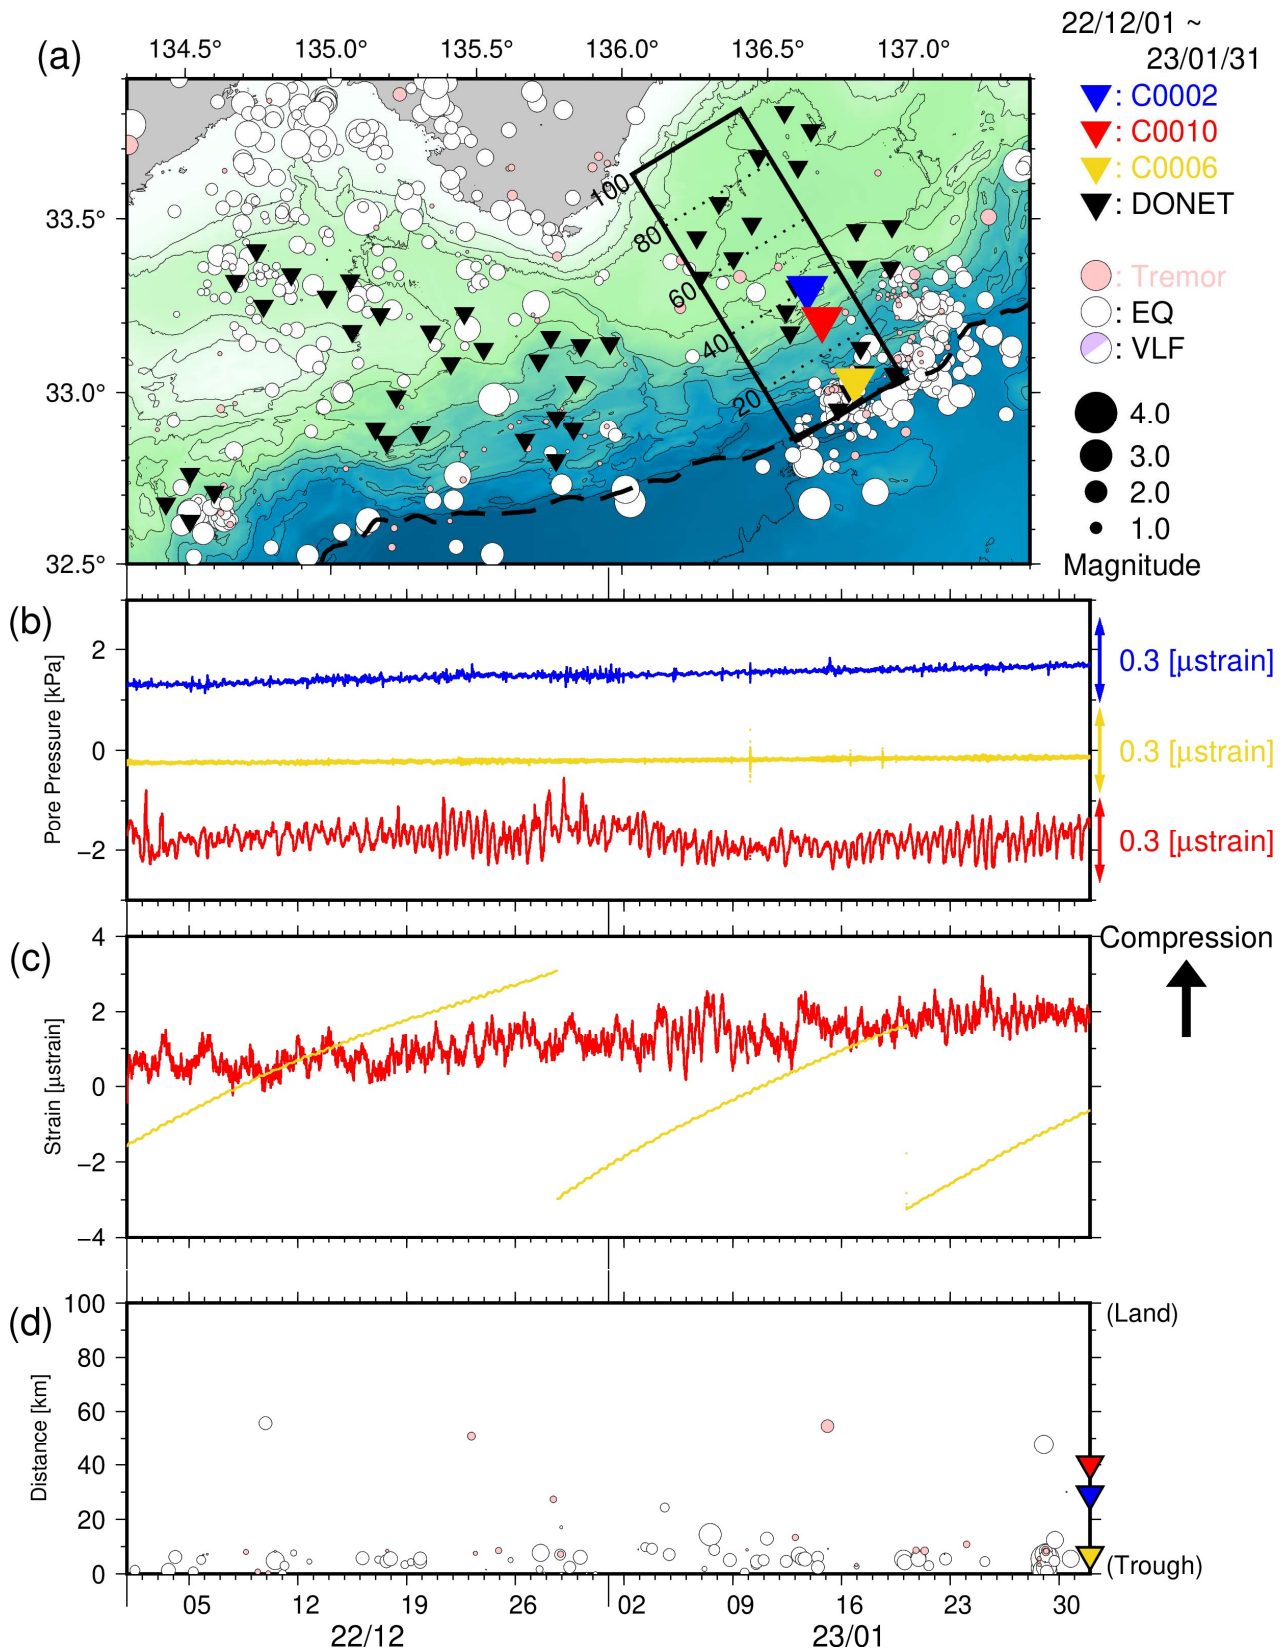 22/12/01 ~
23/01/31
(a)
134.5° 135.0° 135.5° 136.0° 136.5° 137.0°
33.5°
33.0°
32.5°
100
80
60
40
20
: C0002
: C0010
: C0006
: DONET
: Tremor
: EQ
: VLF
4.0
3.0
2.0
1.0
Magnitude
(b)
Pore Pressure [kPa]
2
0
−2
0.3 [μstrain]
0.3 [μstrain]
0.3 [μstrain]
(c)
Strain [μstrain]
4
2
0
−2
−4
Compression
(d)
Distance [km]
100
80
60
40
20
0
(Land)
(Trough)
05 12 19 26 02 09 16 23 30
22/12 23/01